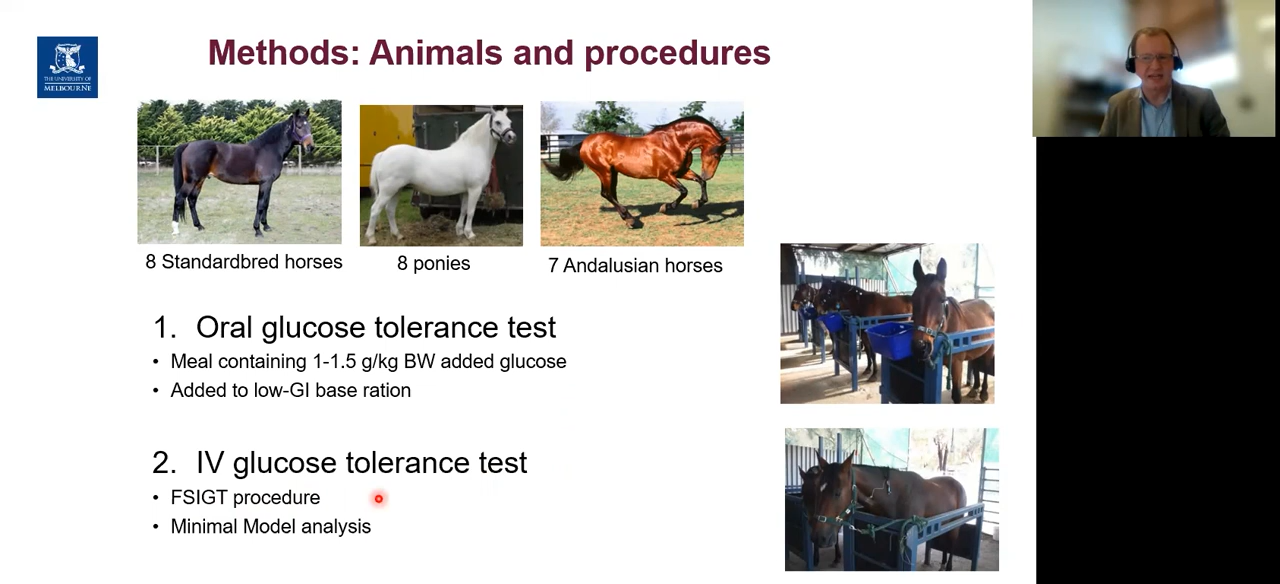 THE UNIVERSITY OF
MELBOURNE
Methods: Animals and procedures
8 Standardbred horses
8 ponies
7 Andalusian horses
1. Oral glucose tolerance test
• Meal containing 1-1.5 g/kg BW added glucose
• Added to low-GI base ration
2. IV glucose tolerance test
• FSIGT procedure
• Minimal Model analysis